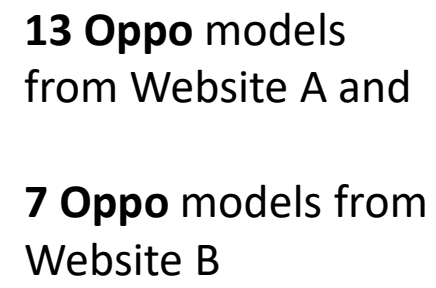 13 Oppo models
from Website A and
7 Oppo models from
Website B